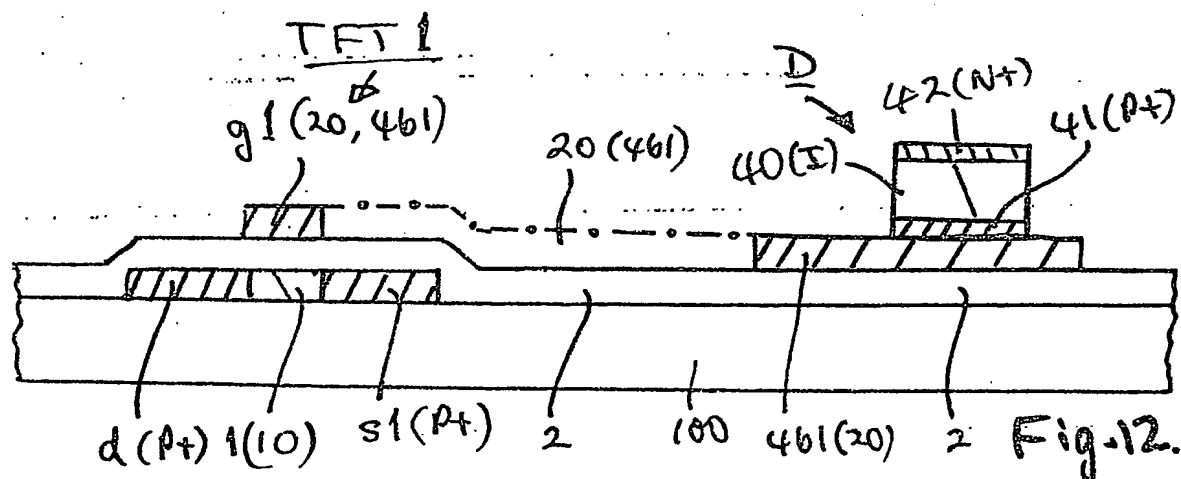 TFT 1
g1(20, 461)
20(461)
D
42(N+)
41(P+)
40(I)
d(P+)
1(10)
s1(P+)
2
100
461(20)
2
Fig.12.